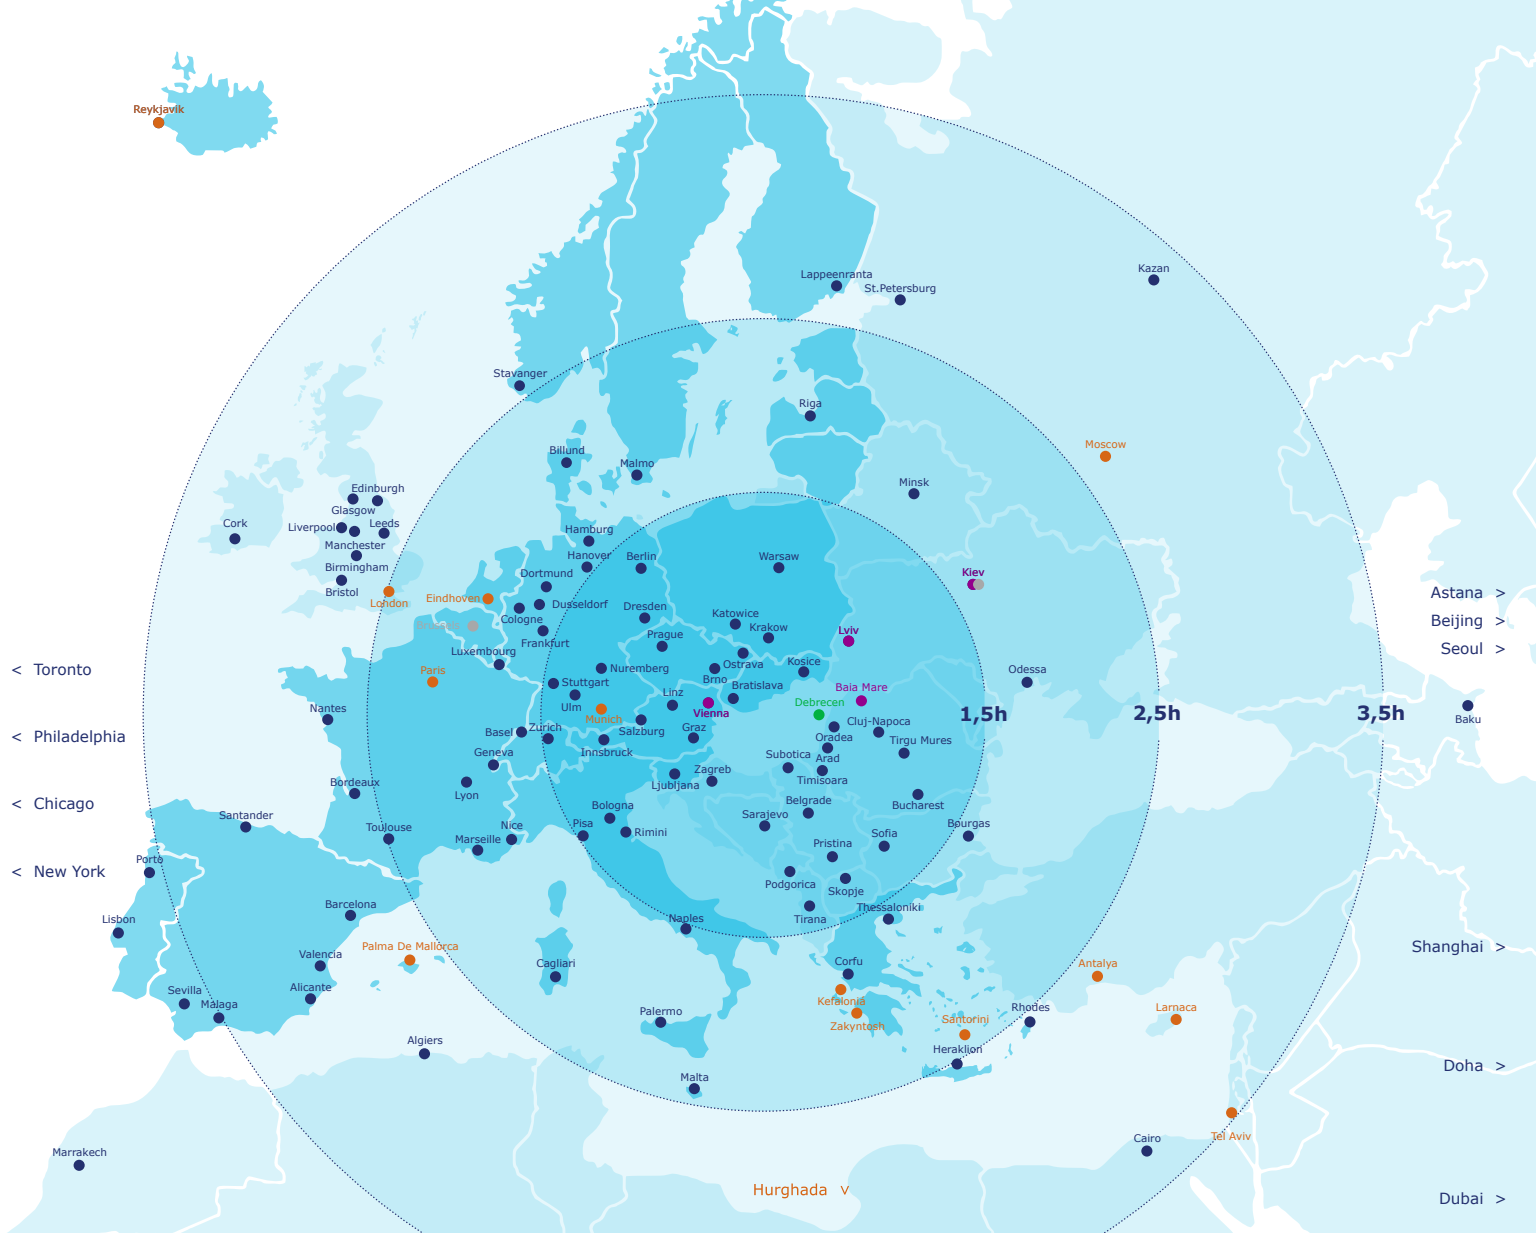 Reykjavik
Lappeenranta
St.Petersburg
Kazan
Stavanger
Riga
Moscow
Billund
Malmo
Minsk
Edinburgh
Glasgow
Cork
Liverpool
Leeds
Manchester
Birmingham
Bristol
London
Hamburg
Hanover
Berlin
Warsaw
Dortmund
Kiev
Eindhoven
Dusseldorf
Cologne
Dresden
Katowice
Krakow
Lviv
Brussels
Frankfurt
Prague
Luxembourg
Paris
Nuremberg
Ostrava
Brno
Kosice
Odessa
Stuttgart
Ulm
Linz
Bratislava
Baia Mare
Debrecen
Munich
Vienna
Nantes
Basel
Zurich
Salzburg
Graz
Cluj-Napoca
Oradea
1,5h
2,5h
3,5h
Baku
Innsbruck
Tirgu Mures
Geneva
Subotica
Arad
Timisoara
Zagreb
Ljubljana
Bordeaux
Lyon
Bologna
Belgrade
Bucharest
Santander
Toulouse
Nice
Marseille
Pisa
Rimini
Sarajevo
Sofia
Bourgas
Pristina
Porto
Podgorica
Skopje
Barcelona
Lisbon
Naples
Tirana
Thessaloniki
Palma De Mallorca
Valencia
Cagliari
Corfu
Antalya
Sevilla
Malaga
Alicante
Kefalonia
Zakyntosh
Palermo
Santorini
Rhodes
Larnaca
Algiers
Heraklion
Malta
Marrakech
Cairo
Tel Aviv
< Toronto
< Philadelphia
< Chicago
< New York
Astana >
Beijing >
Seoul >
Shanghai >
Doha >
Dubai >
Hurghada v